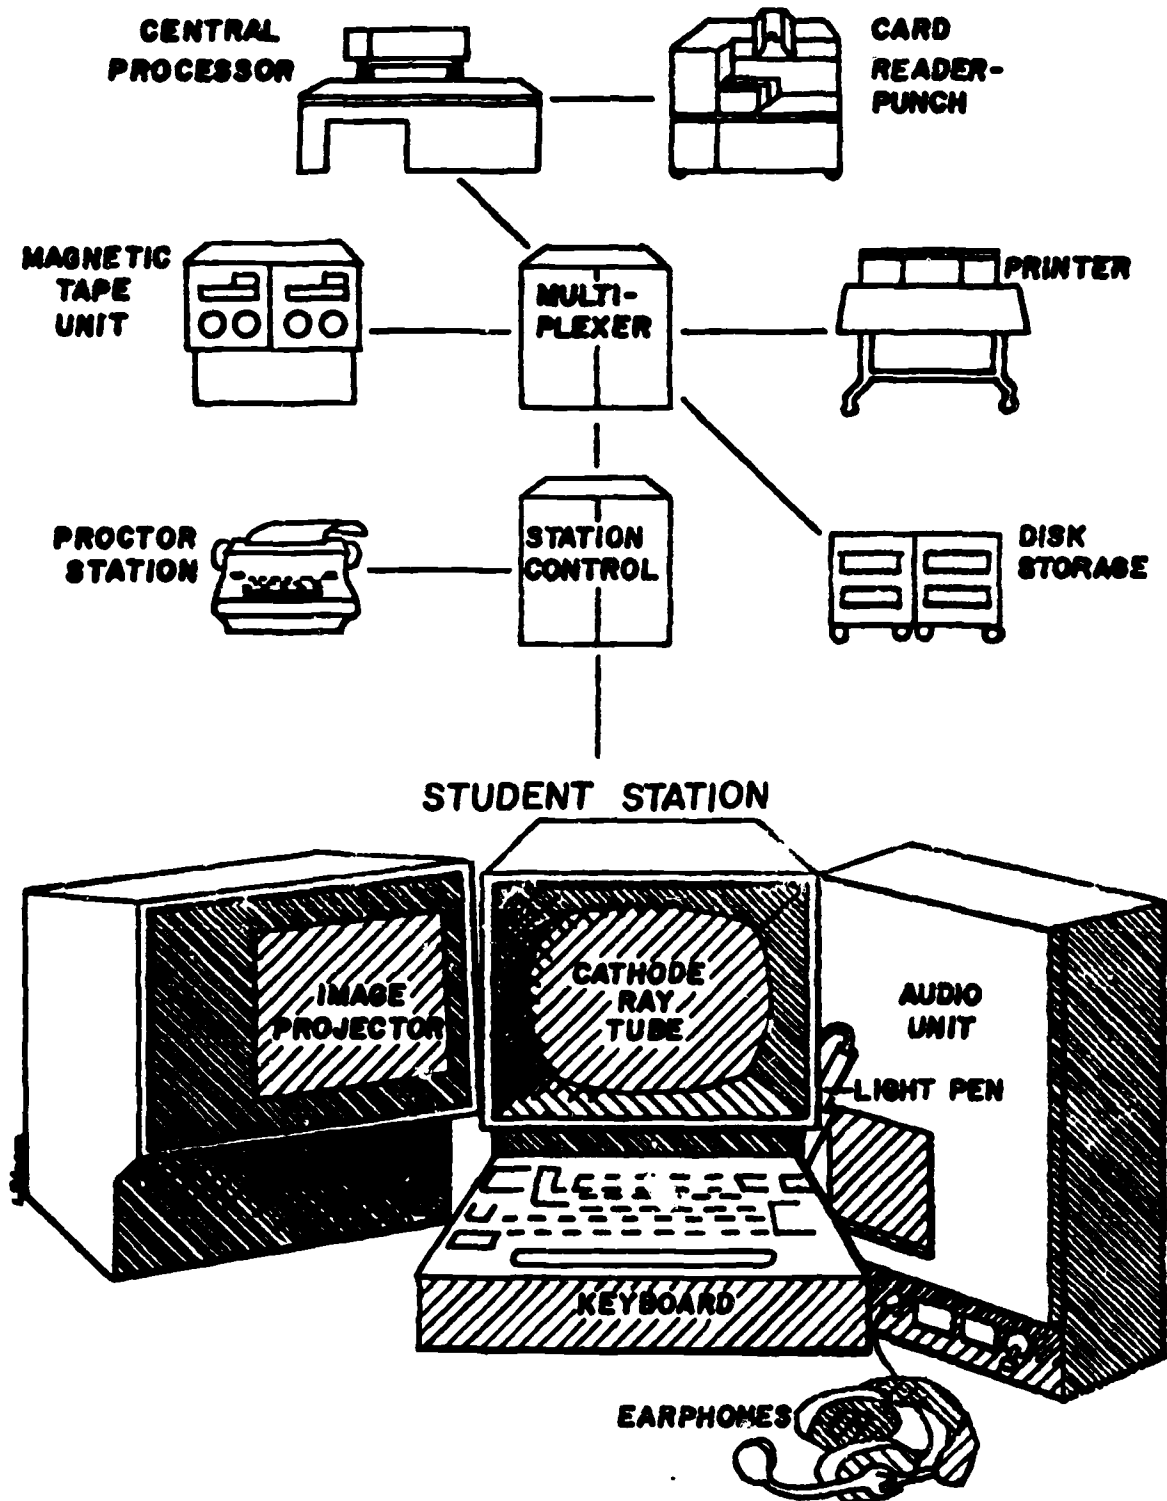 CENTRAL
PROCESSOR
CARD
READER-
PUNCH
MAGNETIC
TAPE
UNIT
MULTI-
PLEXER
PRINTER
PROCTOR
STATION
STATION
CONTROL
DISK
STORAGE
STUDENT STATION
IMAGE
PROJECTOR
CATHODE
RAY
TUBE
AUDIO
UNIT
LIGHT PEN
KEYBOARD
EARPHONES